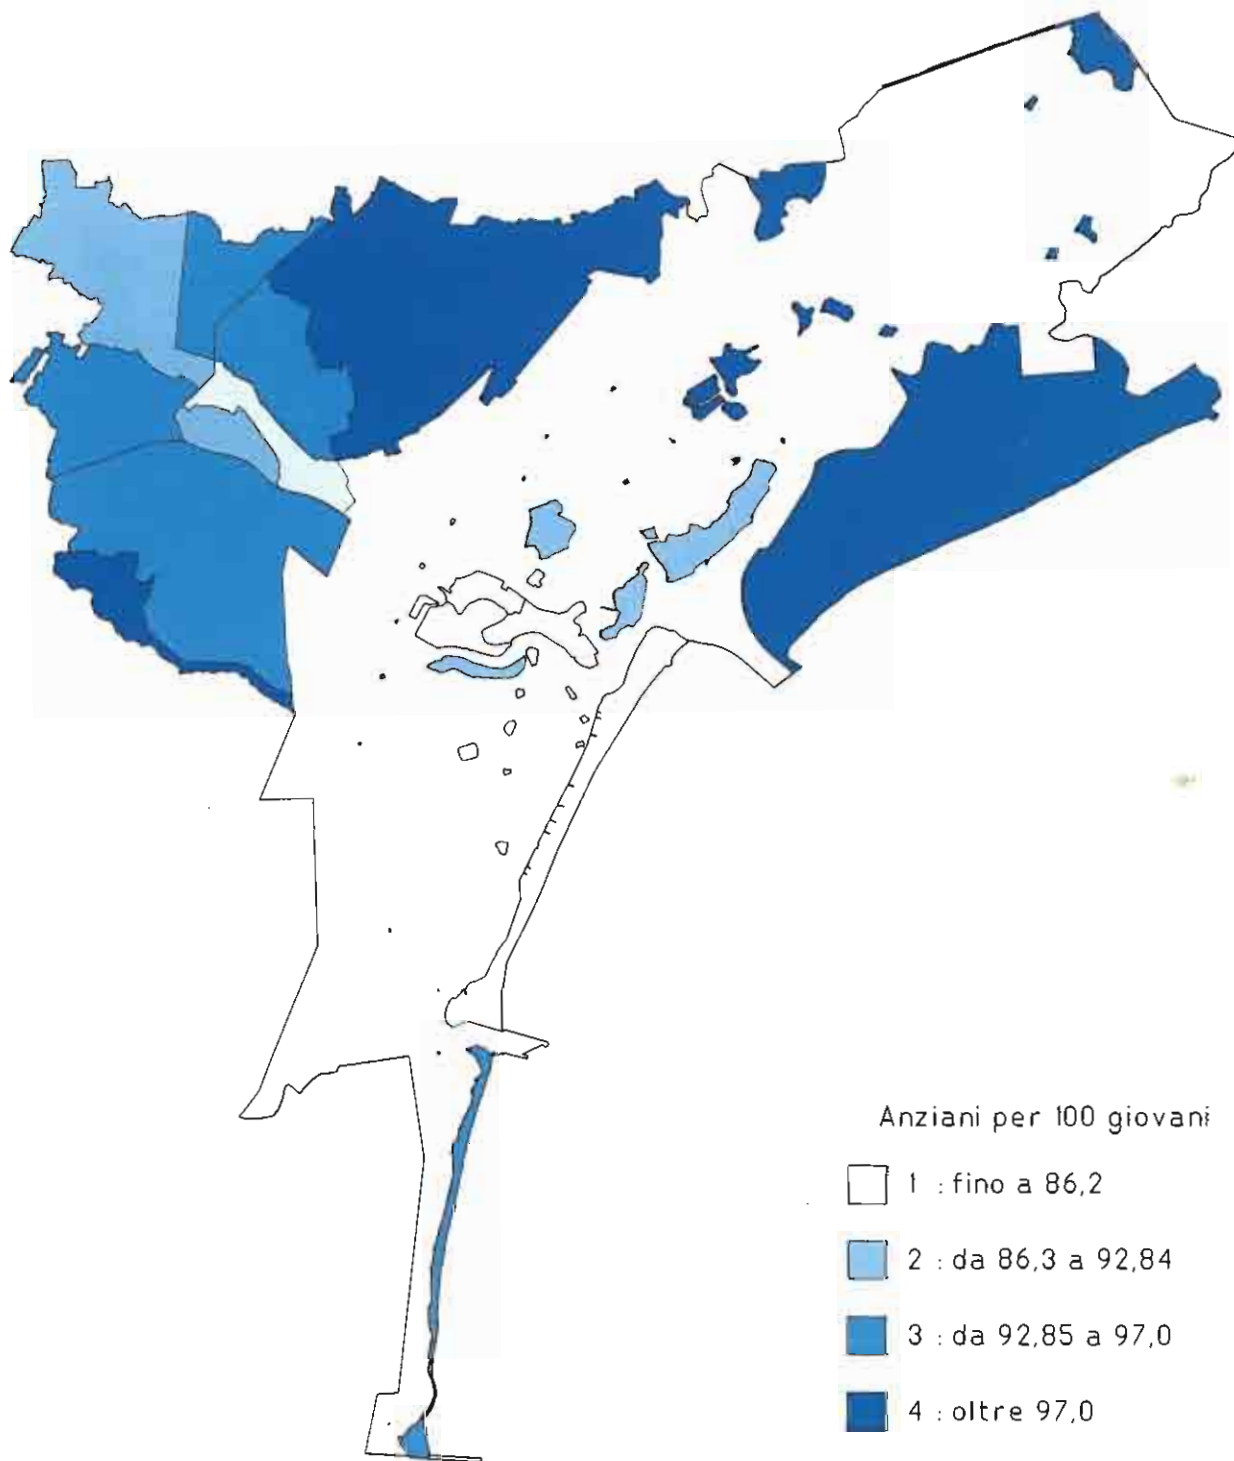 Anziani per 100 giovani
1 : fino a 86,2
2 : da 86,3 a 92,84
3 : da 92,85 a 97,0
4 : oltre 97,0